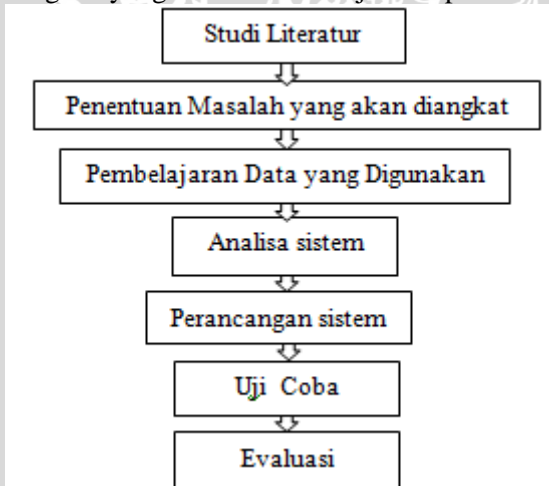 Studi Literatur
Penentuan Masalah yang akan diangkat
Pembelajaran Data yang Digunakan
Analisa sistem
Perancangan sistem
Uji Coba
Evaluasi